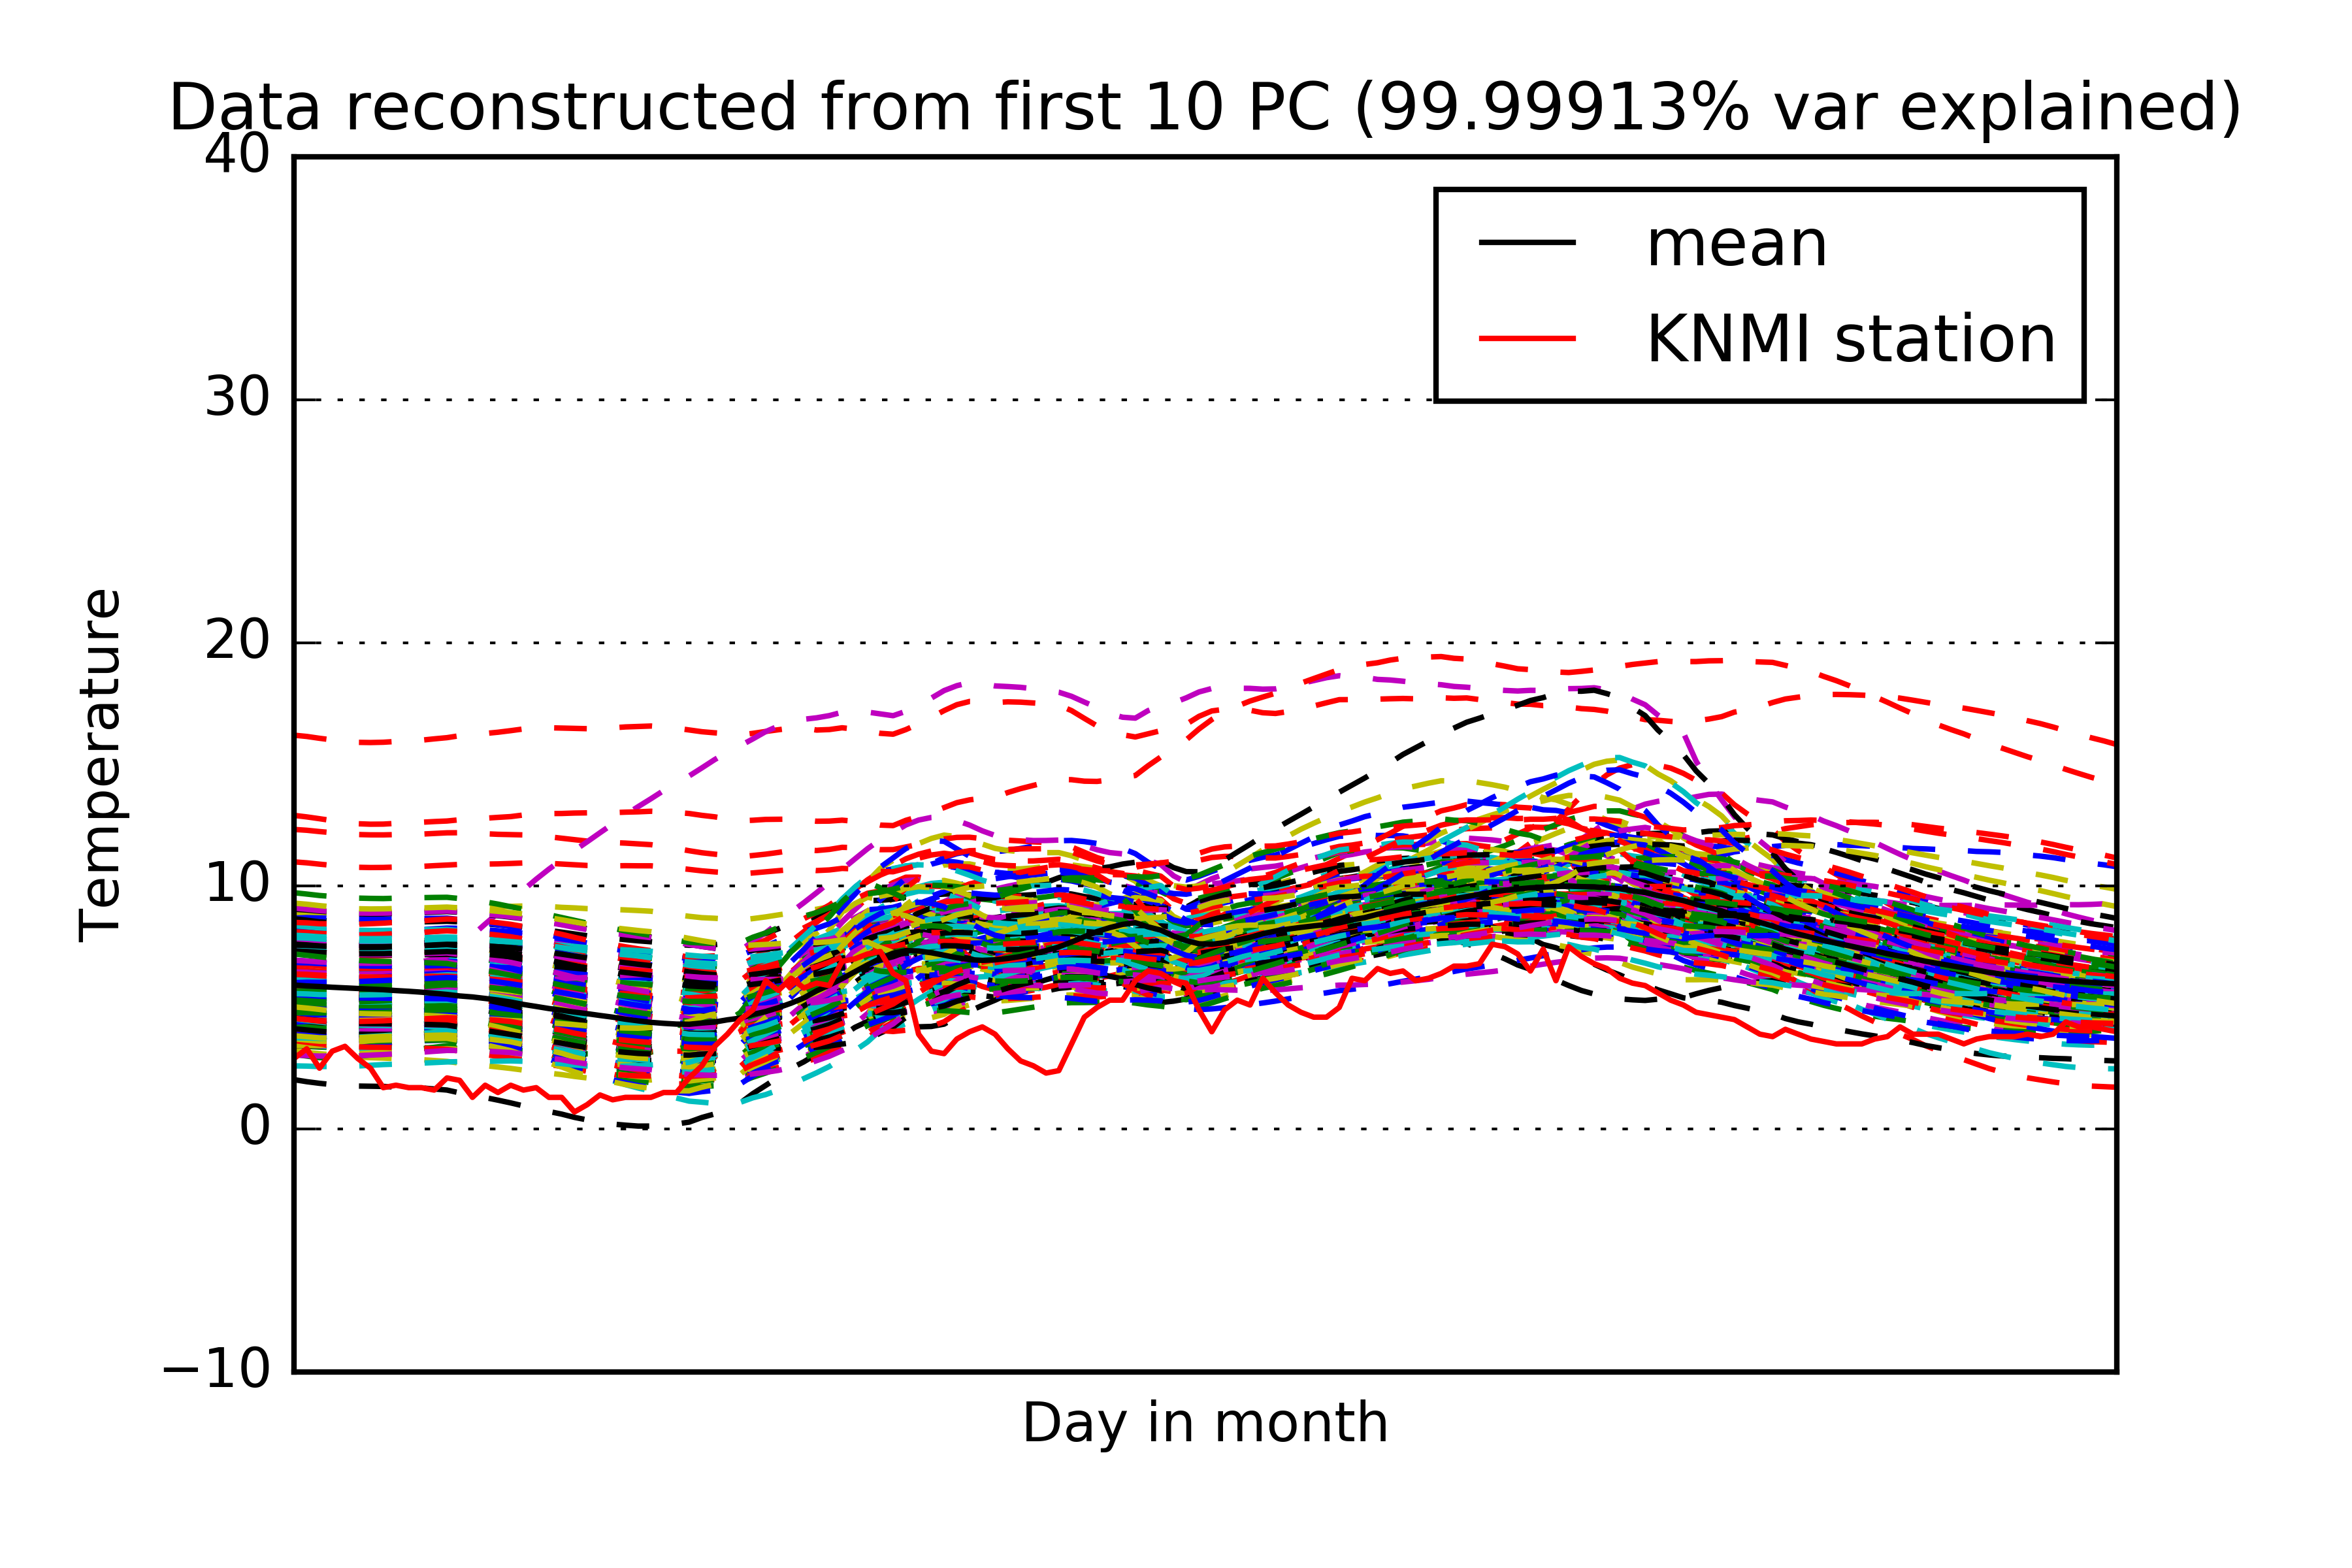 Data reconstructed from first 10 PC (99.99913% var explained)
40
30
20
10
0
−10
Temperature
mean
KNMI station
Day in month